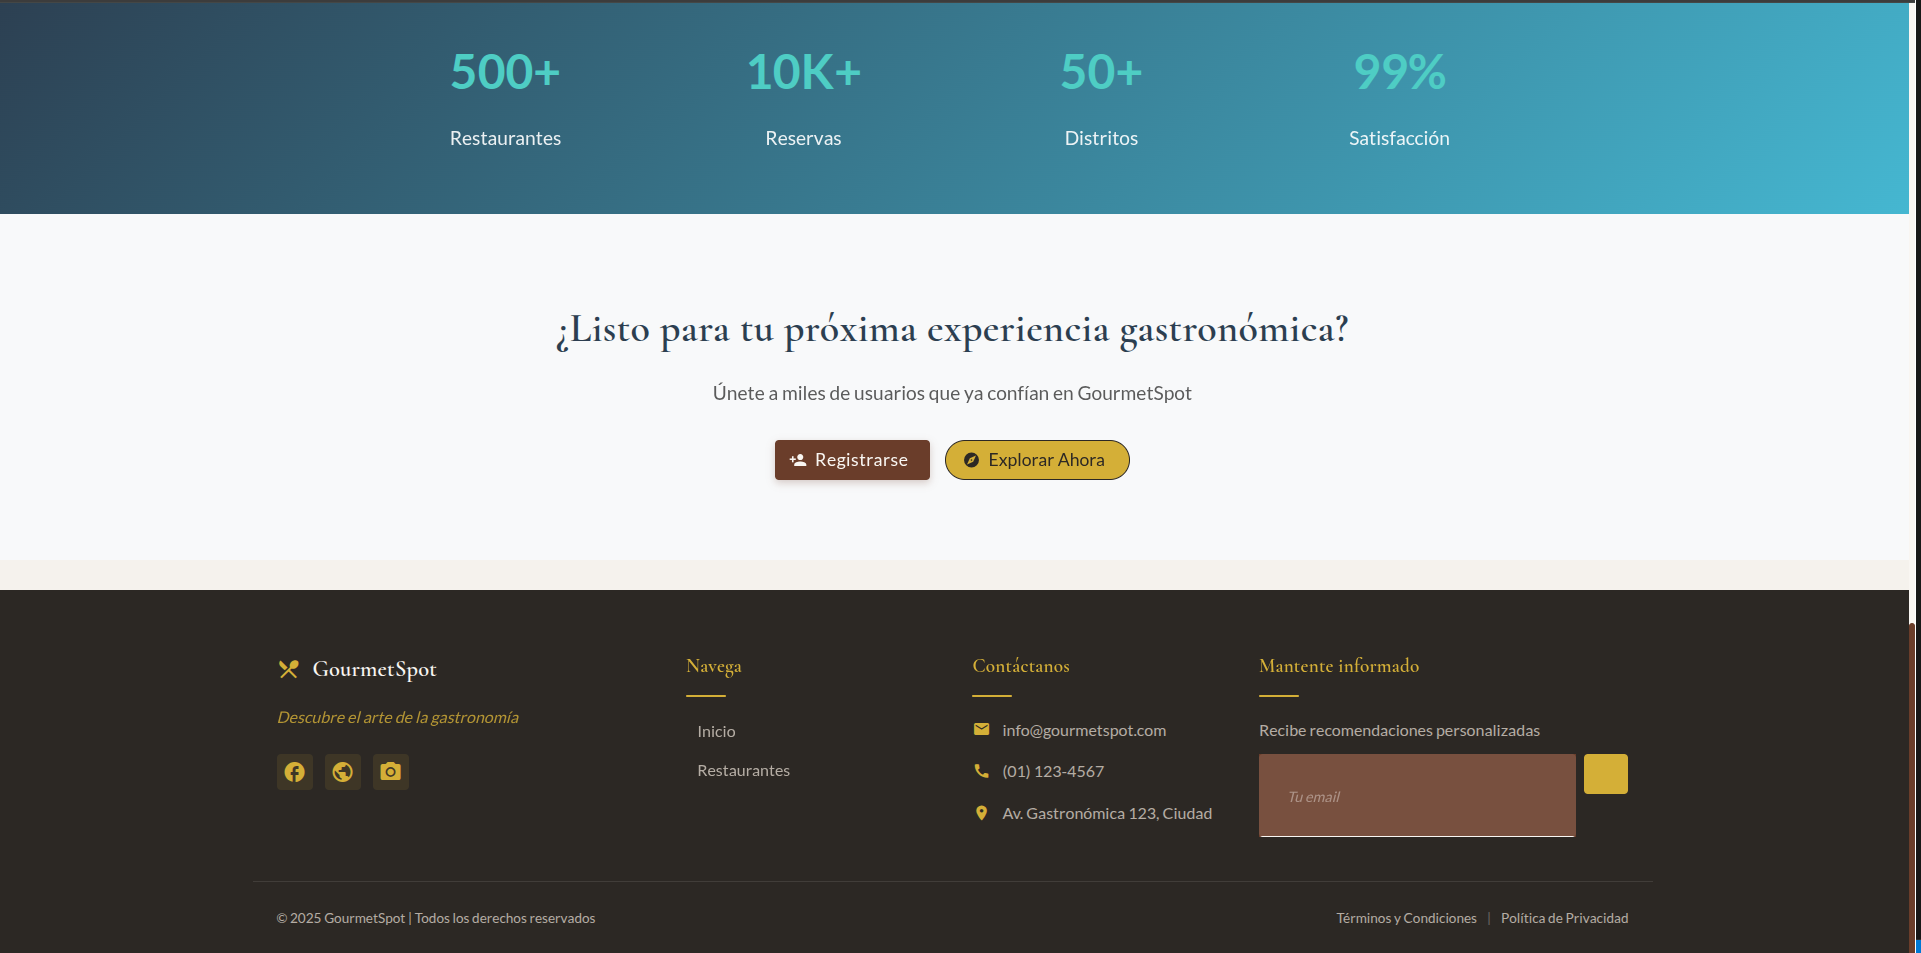 500+
10K+
50+
99%
Restaurantes
Reservas
Distritos
Satisfacción
¿Listo para tu próxima experiencia gastronómica?
Únete a miles de usuarios que ya confían en GourmetSpot
Registrarse
Explorar Ahora
GourmetSpot
Descubre el arte de la gastronomía
Navega
Inicio
Restaurantes
Contáctanos
info@gourmetspot.com
(01) 123-4567
Av. Gastronómica 123, Ciudad
Mantente informado
Recibe recomendaciones personalizadas
Tu email
© 2025 GourmetSpot | Todos los derechos reservados
Términos y Condiciones | Política de Privacidad